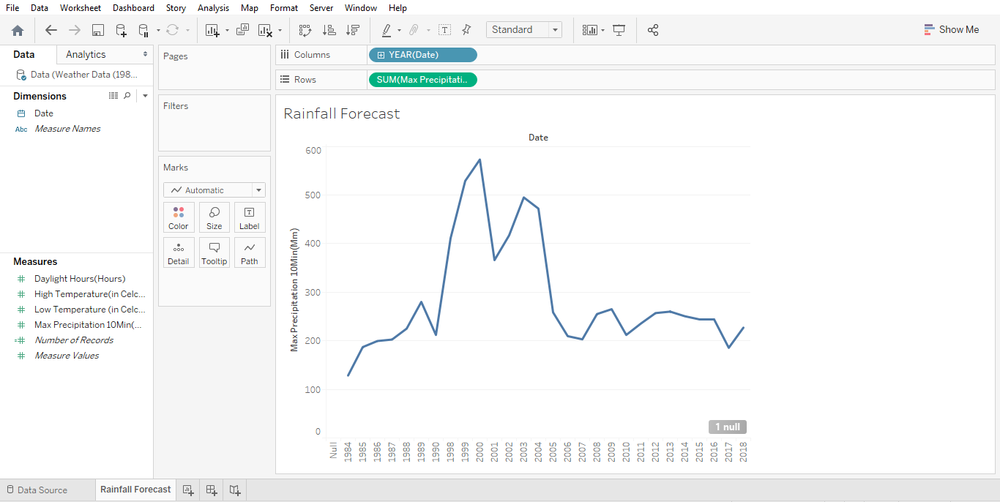 File Data Worksheet Dashboard Story Analysis Map Format Server Window Help
Standard
Show Me
Data Analytics
Data (Weather Data (198...
Dimensions
Date
Abc Measure Names
Measures
Daylight Hours(Hours)
High Temperature(in Celc...
Low Temperature (in Celc...
Max Precipitation 10Min(...
Number of Records
Measure Values
Pages
Filters
Marks
Automatic
Color Size Label
Detail Tooltip Path
Columns YEAR(Date)
Rows SUM(Max Precipitati..
Rainfall Forecast
Date
Max Precipitation 10Min(Mm)
600
500
400
300
200
100
0
1 null
Null 1984 1985 1986 1987 1988 1989 1990 1998 1999 2000 2001 2002 2003 2004 2005 2006 2007 2008 2009 2010 2011 2012 2013 2014 2015 2016 2017 2018
Data Source Rainfall Forecast